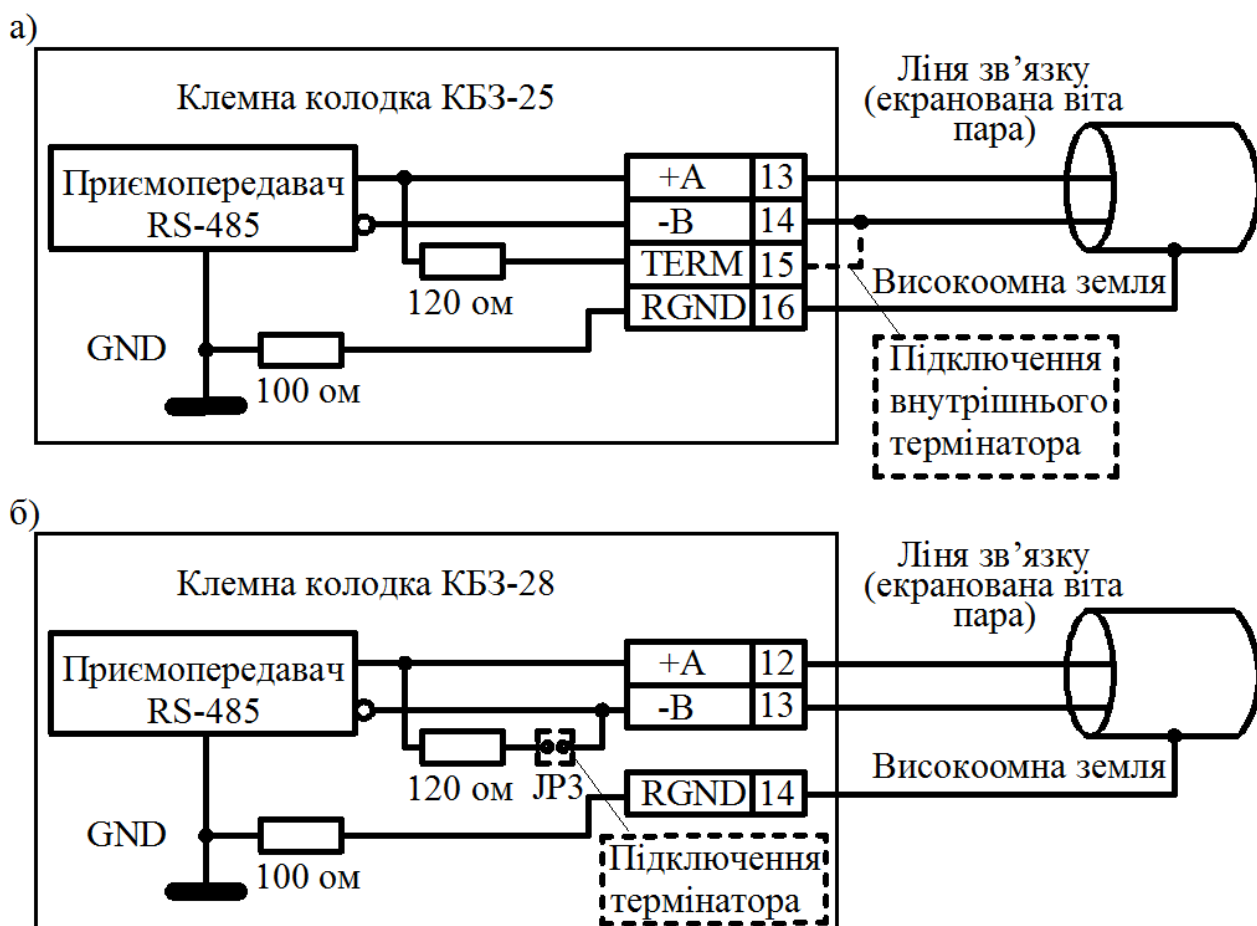 а)
Клемна колодка КБЗ-25
Ліня зв’язку
(екранована віта
пара)
Приємопередавач
RS-485
+A 13
-B 14
TERM 15
RGND 16
120 ом
GND
100 ом
Високоомна земля
Підключення
внутрішнього
термінатора
б)
Клемна колодка КБЗ-28
Ліня зв’язку
(екранована віта
пара)
Приємопередавач
RS-485
+A 12
-B 13
120 ом
JP3
RGND 14
GND
100 ом
Високоомна земля
Підключення
термінатора